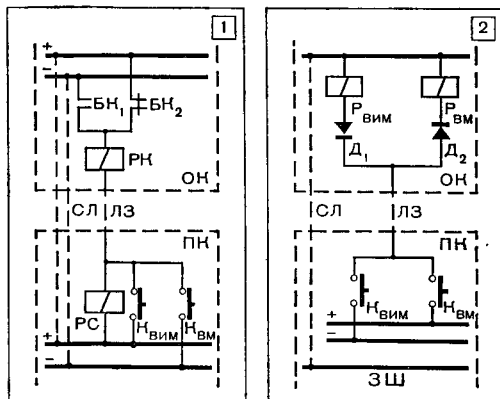 1
+
−
БК₁ БК₂
РК
ОК
СЛ ЛЗ
ПК
РС Квим Квм
+
−
2
Рвим Рвм
Д₁ Д₂
ОК
СЛ ЛЗ
ПК
Квим Квм
+
−
ЗШ